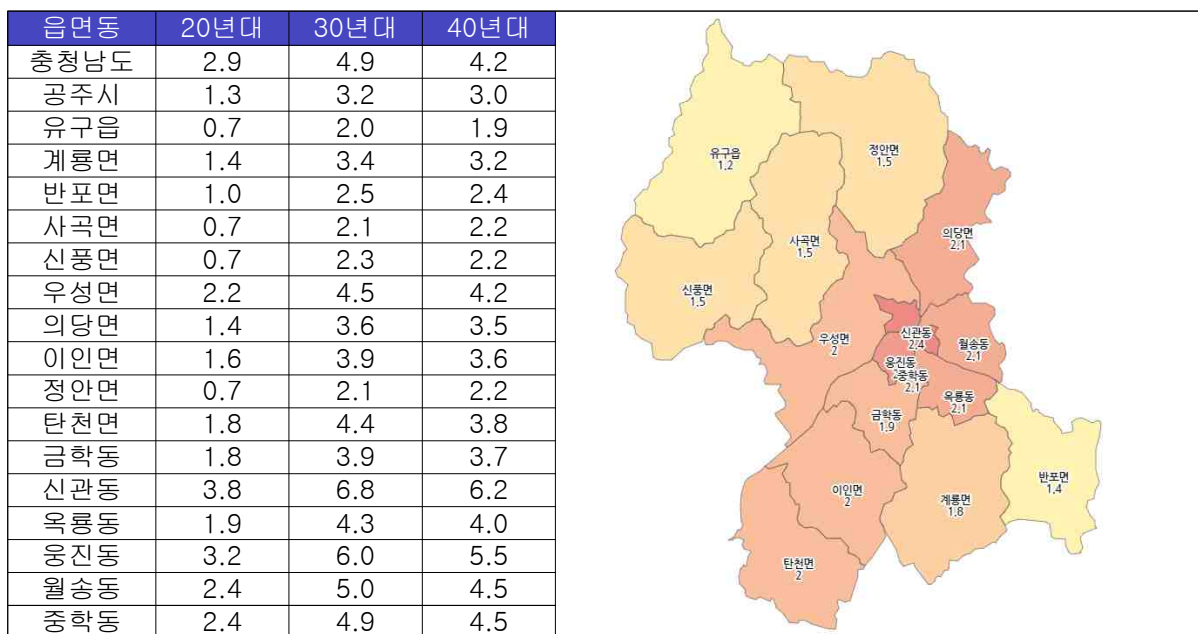 읍면동 20년대 30년대 40년대
충청남도 2.9 4.9 4.2
공주시 1.3 3.2 3.0
유구읍 0.7 2.0 1.9
계룡면 1.4 3.4 3.2
반포면 1.0 2.5 2.4
사곡면 0.7 2.1 2.2
신풍면 0.7 2.3 2.2
우성면 2.2 4.5 4.2
의당면 1.4 3.6 3.5
이인면 1.6 3.9 3.6
정안면 0.7 2.1 2.2
탄천면 1.8 4.4 3.8
금학동 1.8 3.9 3.7
신관동 3.8 6.8 6.2
옥룡동 1.9 4.3 4.0
웅진동 3.2 6.0 5.5
월송동 2.4 5.0 4.5
중학동 2.4 4.9 4.5
정안면
1.5
유구읍
1.2
의당면
2.1
사곡면
1.5
신풍면
1.5
신관동
2.4
우성면
2
월송동
2.1
웅진동
중학동
2.1
옥룡동
2.1
금학동
1.9
반포면
1.4
이인면
2
계룡면
1.8
탄천면
2